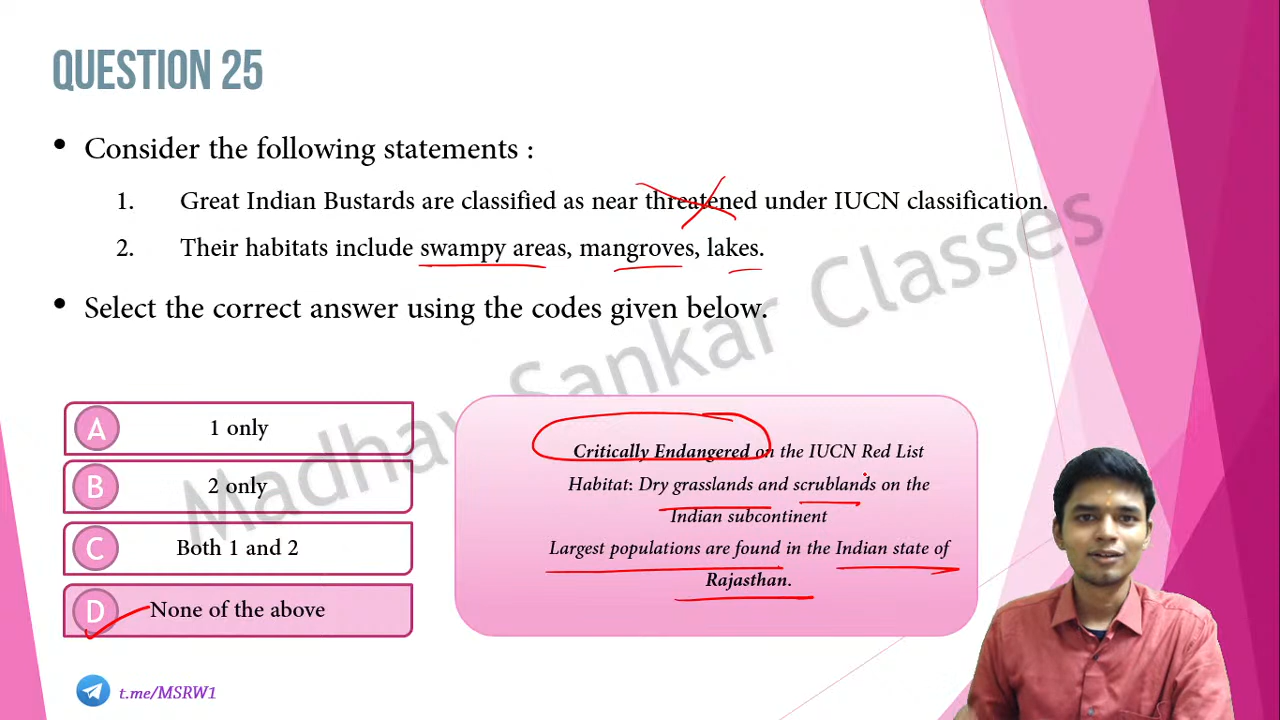 QUESTION 25
• Consider the following statements :
1. Great Indian Bustards are classified as near threatened under IUCN classification.
2. Their habitats include swampy areas, mangroves, lakes.
• Select the correct answer using the codes given below.
Madhav Sankar Classes
A 1 only
B 2 only
C Both 1 and 2
D None of the above
Critically Endangered on the IUCN Red List
Habitat: Dry grasslands and scrublands on the
Indian subcontinent
Largest populations are found in the Indian state of
Rajasthan.
t.me/MSRW1